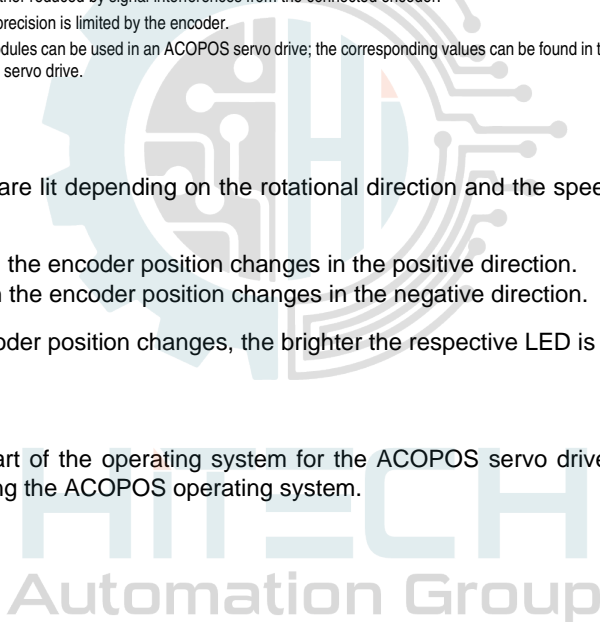 reduced by signal interferences from the connected encoder.
precision is limited by the encoder.
dules can be used in an ACOPOS servo drive; the corresponding values can be found in t
servo drive.
are lit depending on the rotational direction and the spee
the encoder position changes in the positive direction.
the encoder position changes in the negative direction.
oder position changes, the brighter the respective LED is
art of the operating system for the ACOPOS servo drive
ng the ACOPOS operating system.
HiTECH
Automation Group